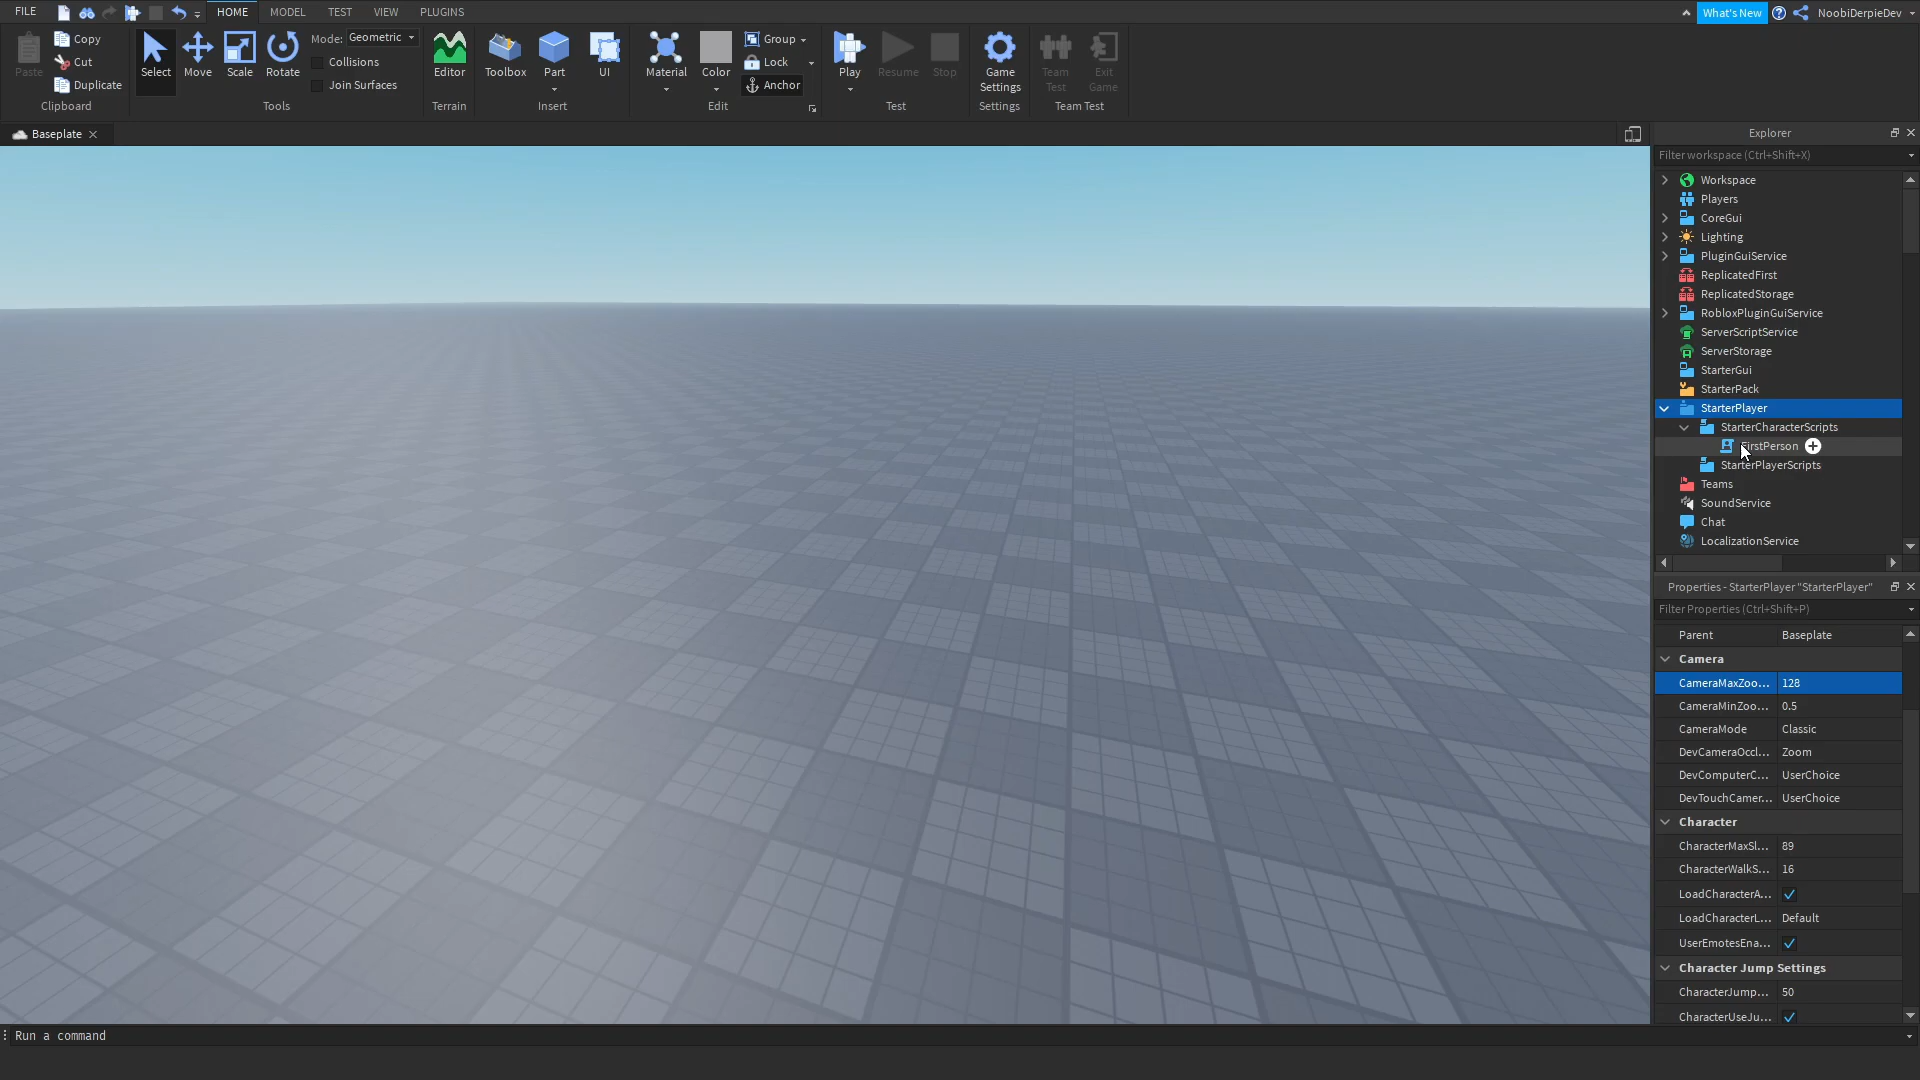 FILE HOME MODEL TEST VIEW PLUGINS What's New NoobiDerpieDev
Paste Copy Cut Duplicate Clipboard
Select Move Scale Rotate Mode: Geometric Collisions Join Surfaces Tools
Editor Terrain
Toolbox Part UI Insert
Material Color Group Lock Anchor Edit
Play Resume Stop Test
Game Settings Settings
Team Test Exit Game Team Test
Baseplate
Explorer
Filter workspace (Ctrl+Shift+X)
Workspace
Players
CoreGui
Lighting
PluginGuiService
ReplicatedFirst
ReplicatedStorage
RobloxPluginGuiService
ServerScriptService
ServerStorage
StarterGui
StarterPack
StarterPlayer
StarterCharacterScripts
FirstPerson
StarterPlayerScripts
Teams
SoundService
Chat
LocalizationService
Properties - StarterPlayer "StarterPlayer"
Filter Properties (Ctrl+Shift+P)
Parent Baseplate
Camera
CameraMaxZoo... 128
CameraMinZoo... 0.5
CameraMode Classic
DevCameraOccl... Zoom
DevComputerC... UserChoice
DevTouchCamer... UserChoice
Character
CharacterMaxSl... 89
CharacterWalkS... 16
LoadCharacterA...
LoadCharacterL... Default
UserEmotesEna...
Character Jump Settings
CharacterJump... 50
CharacterUseJu...
Run a command